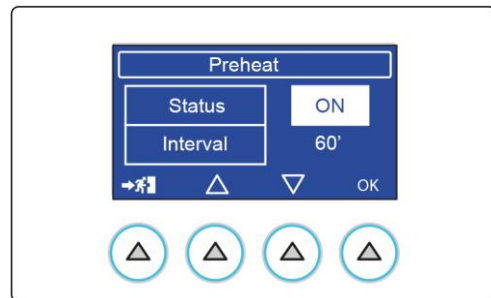 Preheat
Status ON
Interval 60’
OK